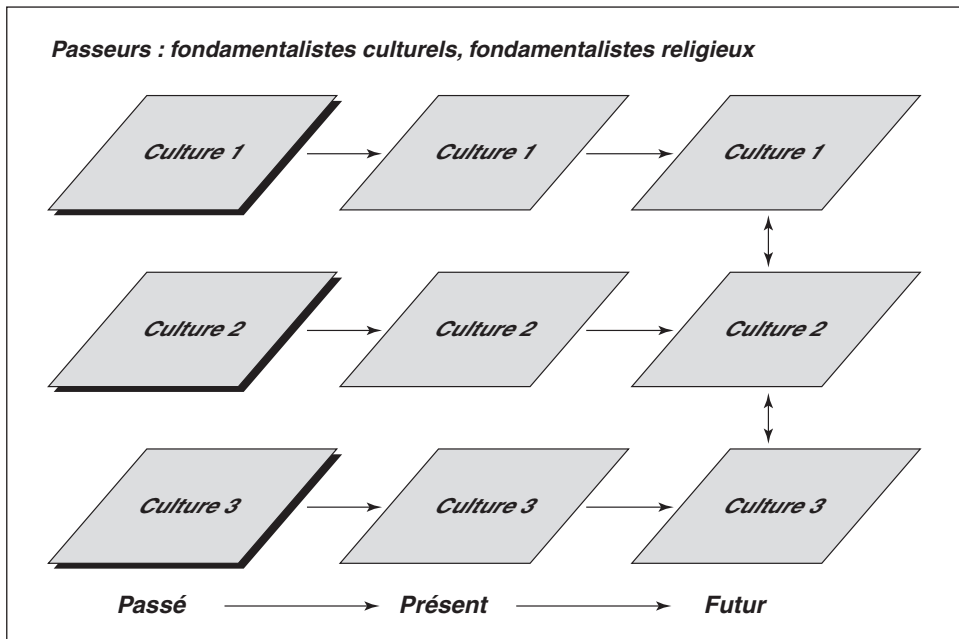 Passeurs : fondamentalistes culturels, fondamentalistes religieux
Culture 1 Culture 1 Culture 1
Culture 2 Culture 2 Culture 2
Culture 3 Culture 3 Culture 3
Passé Présent Futur